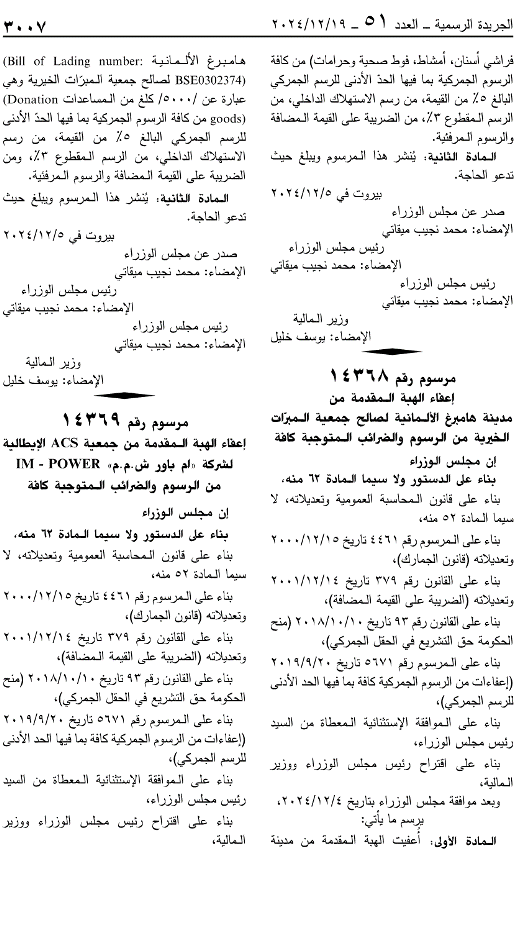 الجريدة الرسمية ـ العدد ٥١ ـ ٢٠٢٤/١٢/١٩
٣٠٠٧
فراشي أسنان، أمشاط، فوط صحية وحرامات) من كافة
الرسوم الجمركية بما فيها الحدّ الأدنى للرسم الجمركي
البالغ ٥٪ من القيمة، من رسم الاستهلاك الداخلي، من
الرسم المقطوع ٣٪، من الضريبة على القيمة المضافة
والرسوم المرفئية.
المادة الثانية: يُنشر هذا المرسوم ويبلغ حيث
تدعو الحاجة.
بيروت في ٢٠٢٤/١٢/٥
صدر عن مجلس الوزراء
الإمضاء: محمد نجيب ميقاتي
رئيس مجلس الوزراء
الإمضاء: محمد نجيب ميقاتي
رئيس مجلس الوزراء
الإمضاء: محمد نجيب ميقاتي
وزير المالية
الإمضاء: يوسف خليل
مرسوم رقم ١٤٣٦٨
إعفاء الهبة المقدمة من
مدينة هامبرغ الألمانية لصالح جمعية المبرّات
الخيرية من الرسوم والضرائب المتوجبة كافة
إن مجلس الوزراء
بناء على الدستور ولا سيما المادة ٦٢ منه،
بناء على قانون المحاسبة العمومية وتعديلاته، لا
سيما المادة ٥٢ منه،
بناء على المرسوم رقم ٤٤٦١ تاريخ ٢٠٠٠/١٢/١٥
وتعديلاته (قانون الجمارك)،
بناء على القانون رقم ٣٧٩ تاريخ ٢٠٠١/١٢/١٤
وتعديلاته (الضريبة على القيمة المضافة)،
بناء على القانون رقم ٩٣ تاريخ ٢٠١٨/١٠/١٠ (منح
الحكومة حق التشريع في الحقل الجمركي)،
بناء على المرسوم رقم ٥٦٧١ تاريخ ٢٠١٩/٩/٢٠
(إعفاءات من الرسوم الجمركية كافة بما فيها الحد الأدنى
للرسم الجمركي)،
بناء على الموافقة الإستثنائية المعطاة من السيد
رئيس مجلس الوزراء،
بناء على اقتراح رئيس مجلس الوزراء ووزير
المالية،
وبعد موافقة مجلس الوزراء بتاريخ ٢٠٢٤/١٢/٤،
يرسم ما يأتي:
المادة الأولى: أُعفيت الهبة المقدمة من مدينة
هامبرغ الألمانية (Bill of Lading number:
BSE0302374) لصالح جمعية المبرّات الخيرية وهي
عبارة عن /٥٠٠٠/ كلغ من المساعدات (Donation
goods) من كافة الرسوم الجمركية بما فيها الحدّ الأدنى
للرسم الجمركي البالغ ٥٪ من القيمة، من رسم
الاستهلاك الداخلي، من الرسم المقطوع ٣٪، ومن
الضريبة على القيمة المضافة والرسوم المرفئية.
المادة الثانية: يُنشر هذا المرسوم ويبلغ حيث
تدعو الحاجة.
بيروت في ٢٠٢٤/١٢/٥
صدر عن مجلس الوزراء
الإمضاء: محمد نجيب ميقاتي
رئيس مجلس الوزراء
الإمضاء: محمد نجيب ميقاتي
رئيس مجلس الوزراء
الإمضاء: محمد نجيب ميقاتي
وزير المالية
الإمضاء: يوسف خليل
مرسوم رقم ١٤٣٦٩
إعفاء الهبة المقدمة من جمعية ACS الإيطالية
لشركة «ام باور ش.م.م» IM - POWER
من الرسوم والضرائب المتوجبة كافة
إن مجلس الوزراء
بناء على الدستور ولا سيما المادة ٦٢ منه،
بناء على قانون المحاسبة العمومية وتعديلاته، لا
سيما المادة ٥٢ منه،
بناء على المرسوم رقم ٤٤٦١ تاريخ ٢٠٠٠/١٢/١٥
وتعديلاته (قانون الجمارك)،
بناء على القانون رقم ٣٧٩ تاريخ ٢٠٠١/١٢/١٤
وتعديلاته (الضريبة على القيمة المضافة)،
بناء على القانون رقم ٩٣ تاريخ ٢٠١٨/١٠/١٠ (منح
الحكومة حق التشريع في الحقل الجمركي)،
بناء على المرسوم رقم ٥٦٧١ تاريخ ٢٠١٩/٩/٢٠
(إعفاءات من الرسوم الجمركية كافة بما فيها الحد الأدنى
للرسم الجمركي)،
بناء على الموافقة الإستثنائية المعطاة من السيد
رئيس مجلس الوزراء،
بناء على اقتراح رئيس مجلس الوزراء ووزير
المالية،